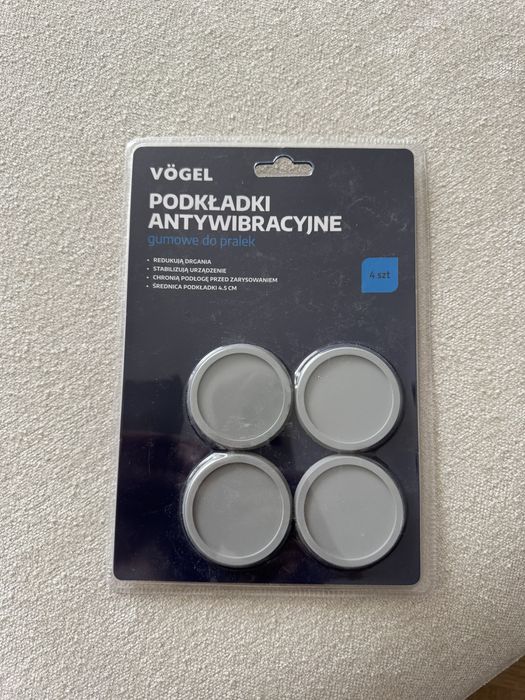 VÖGEL
PODKŁADKI
ANTYWIBRACYJNE
gumowe do pralek
• REDUKUJĄ DRGANIA
• STABILIZUJĄ URZĄDZENIE
• CHRONIĄ PODŁOGĘ PRZED ZARYSOWANIEM
• ŚREDNICA PODKŁADKI 4.5 CM
4 szt